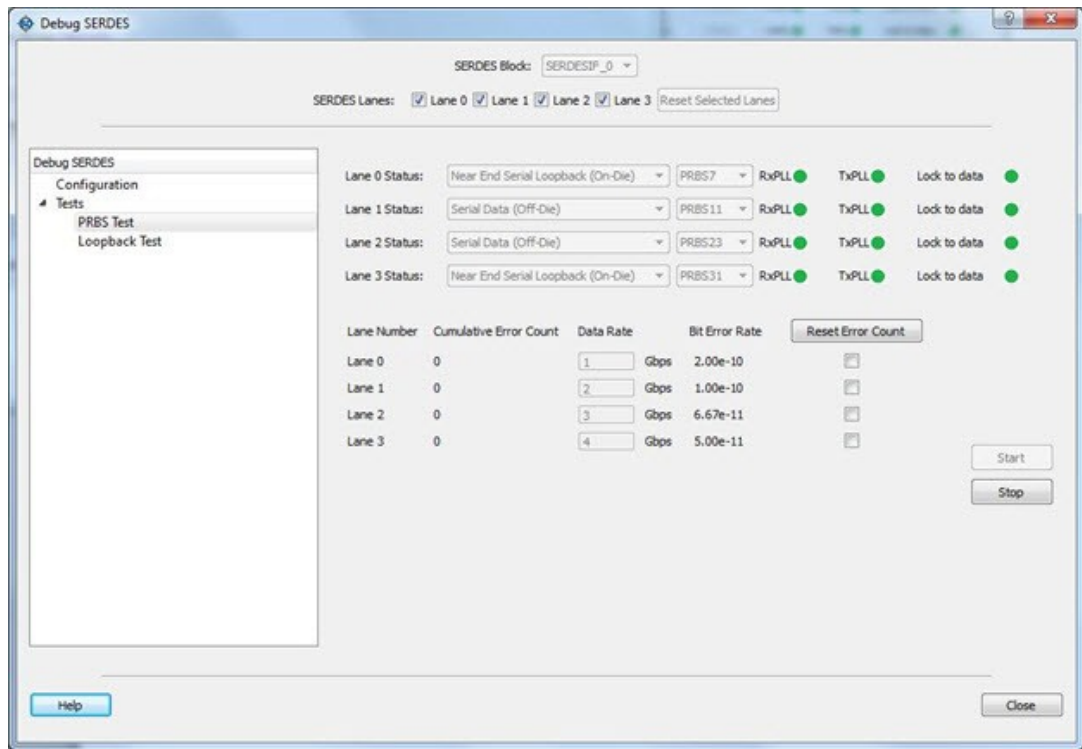 Debug SERDES
SERDES Block: SERDESIF_0
SERDES Lanes: Lane 0 Lane 1 Lane 2 Lane 3 Reset Selected Lanes
Debug SERDES
Configuration
Tests
PRBS Test
Loopback Test
Lane 0 Status: Near End Serial Loopback (On-Die) PRBS7 RxPLL TxPLL Lock to data
Lane 1 Status: Serial Data (Off-Die) PRBS11 RxPLL TxPLL Lock to data
Lane 2 Status: Serial Data (Off-Die) PRBS23 RxPLL TxPLL Lock to data
Lane 3 Status: Near End Serial Loopback (On-Die) PRBS31 RxPLL TxPLL Lock to data
Lane Number Cumulative Error Count Data Rate Bit Error Rate Reset Error Count
Lane 0 0 1 Gbps 2.00e-10
Lane 1 0 2 Gbps 1.00e-10
Lane 2 0 3 Gbps 6.67e-11
Lane 3 0 4 Gbps 5.00e-11
Start
Stop
Help Close